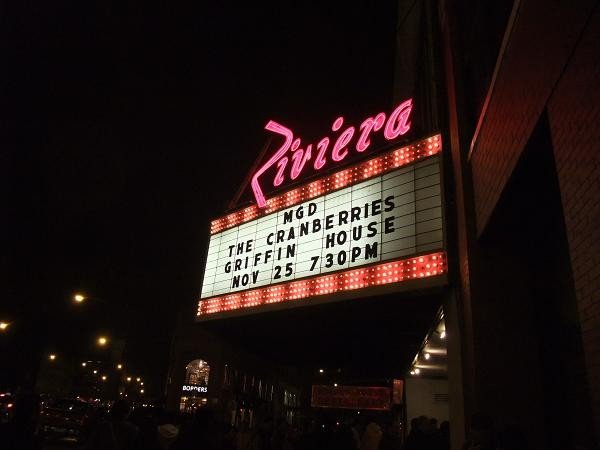 Riviera
MGD
THE CRANBERRIES
GRIFFIN HOUSE
NOV 25 730PM
BORDERS